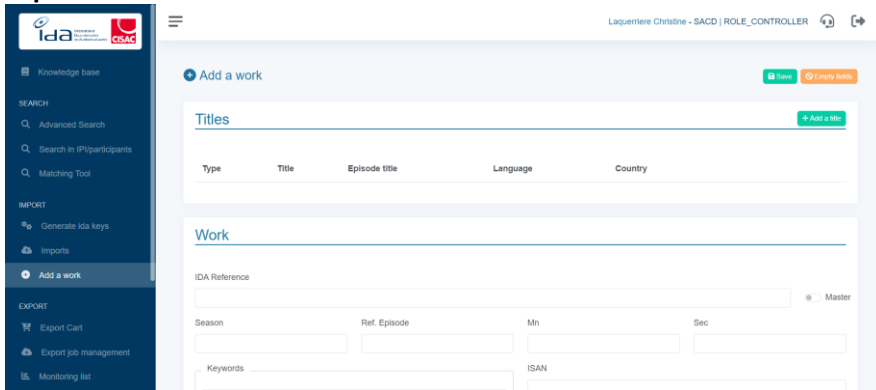 ida
CISAC
Laquerriere Christine - SACD | ROLE_CONTROLLER
Knowledge base
SEARCH
Advanced Search
Search in IPI/participants
Matching Tool
IMPORT
Generate ida keys
Imports
Add a work
EXPORT
Export Cart
Export job management
Monitoring list
Add a work
Save
Empty fields
Titles
+ Add a title
Type Title Episode title Language Country
Work
IDA Reference
Master
Season Ref. Episode Mn Sec
Keywords ISAN